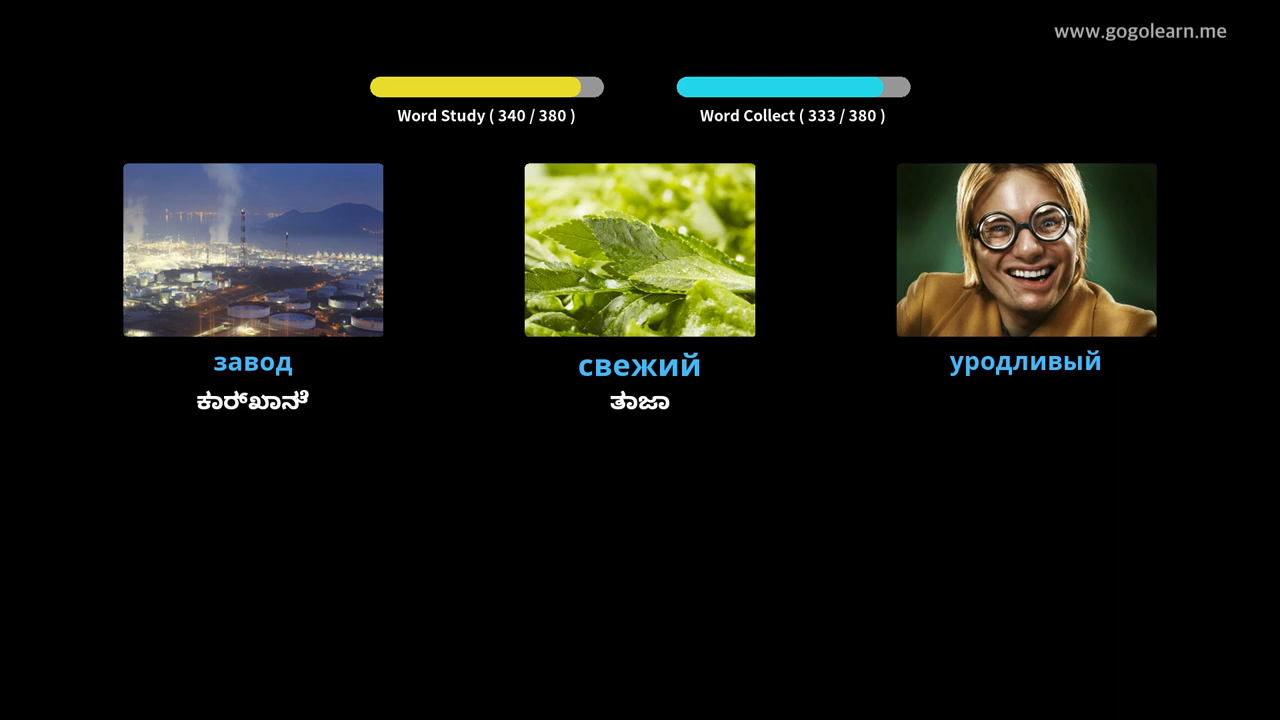 www.gogolearn.me
Word Study ( 340 / 380 )
Word Collect ( 333 / 380 )
завод
свежий
уродливый
ಕಾರ್‍ಖಾನೆ
ತಾಜಾ